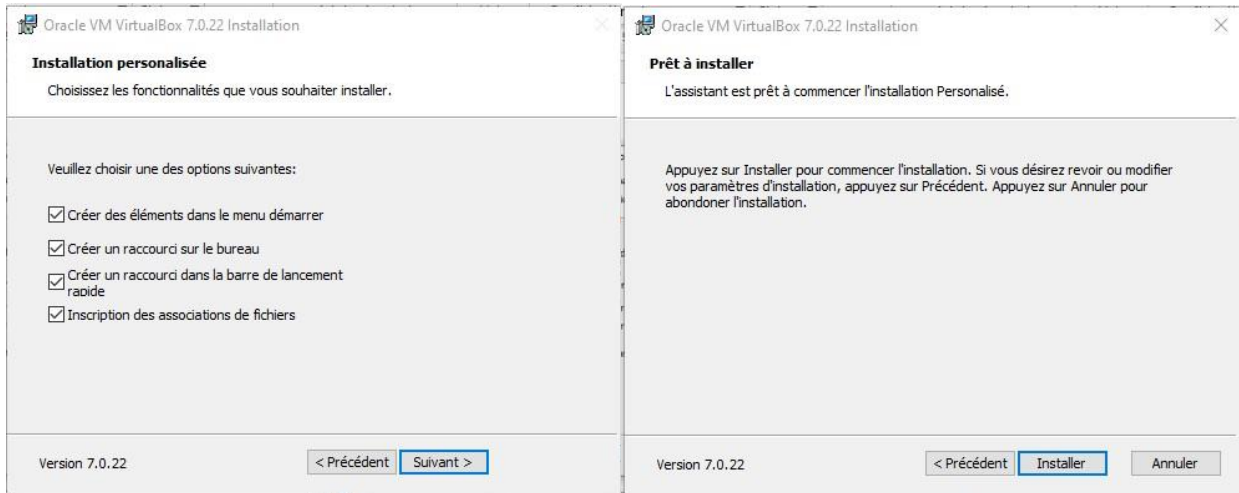 Oracle VM VirtualBox 7.0.22 Installation
Installation personalisée
Choisissez les fonctionnalités que vous souhaiter installer.
Veuillez choisir une des options suivantes:
Créer des éléments dans le menu démarrer
Créer un raccourci sur le bureau
Créer un raccourci dans la barre de lancement
rapide
Inscription des associations de fichiers
Version 7.0.22
< Précédent
Suivant >
Oracle VM VirtualBox 7.0.22 Installation
Prêt à installer
L'assistant est prêt à commencer l'installation Personalisé.
Appuyez sur Installer pour commencer l'installation. Si vous désirez revoir ou modifier
vos paramètres d'installation, appuyez sur Précédent. Appuyez sur Annuler pour
abondoner l'installation.
Version 7.0.22
< Précédent
Installer
Annuler